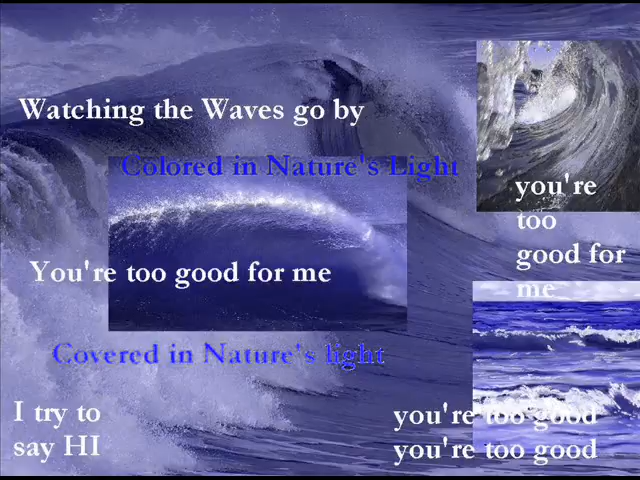 Watching the Waves go by
Colored in Nature's Light
you're
too
good for
me
You're too good for me
Covered in Nature's light
I try to
say HI
you're too good
you're too good